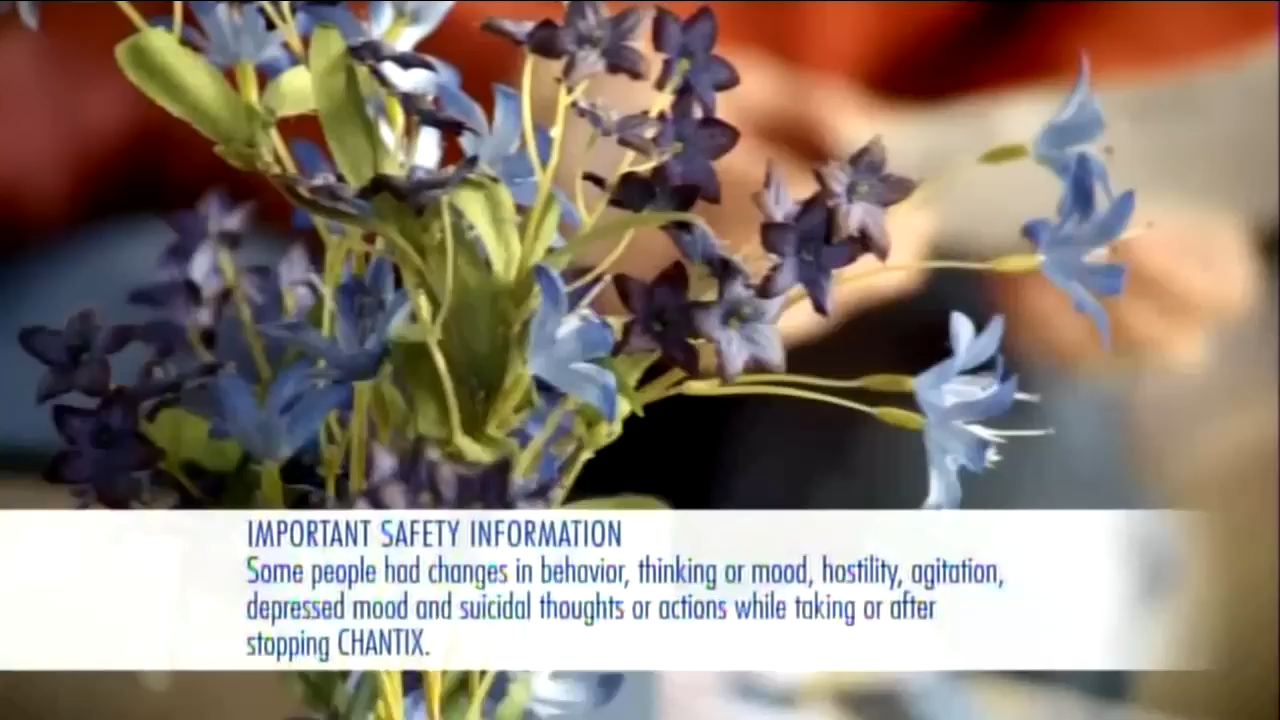 IMPORTANT SAFETY INFORMATION
Some people had changes in behavior, thinking or mood, hostility, agitation,
depressed mood and suicidal thoughts or actions while taking or after
stopping CHANTIX.